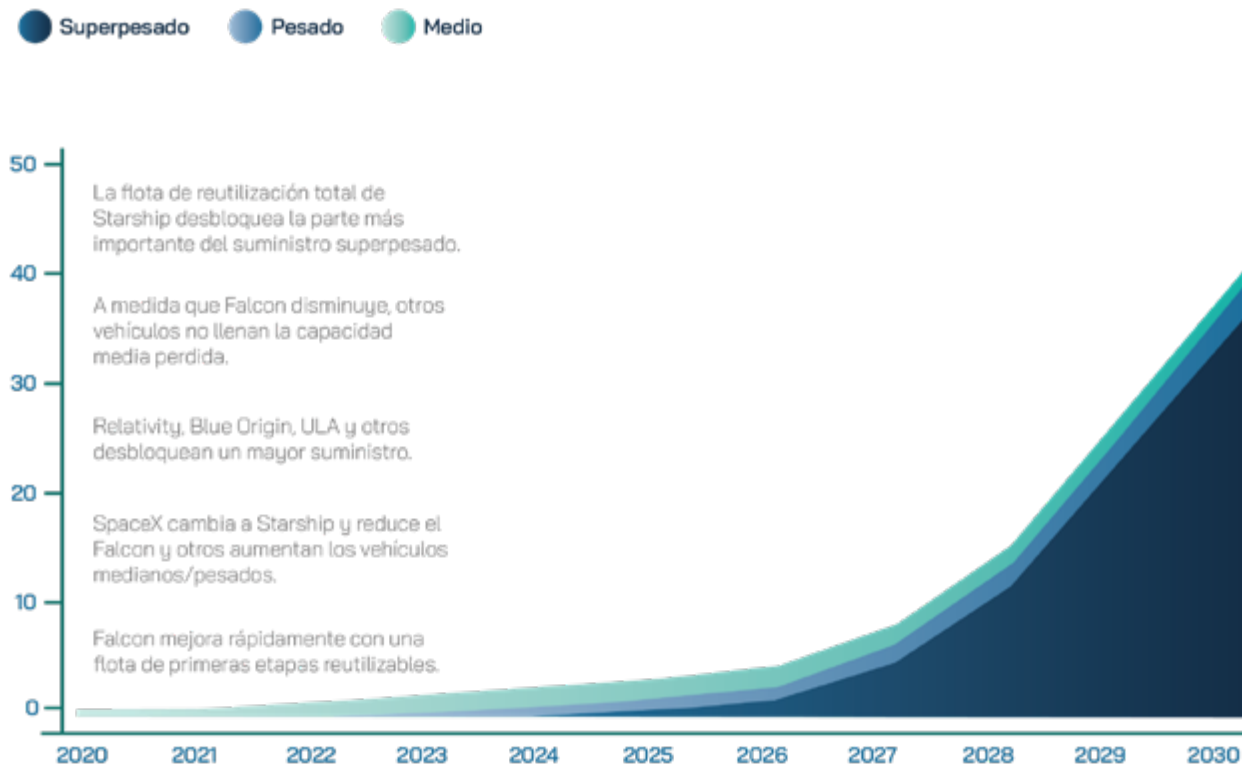 Superpesado Pesado Medio
50
La flota de reutilización total de
Starship desbloquea la parte más
importante del suministro superpesado.
40
A medida que Falcon disminuye, otros
vehículos no llenan la capacidad
media perdida.
30
Relativity, Blue Origin, ULA y otros
desbloquean un mayor suministro.
20
SpaceX cambia a Starship y reduce el
Falcon y otros aumentan los vehículos
medianos/pesados.
10
Falcon mejora rápidamente con una
flota de primeras etapas reutilizables.
0
2020 2021 2022 2023 2024 2025 2026 2027 2028 2029 2030